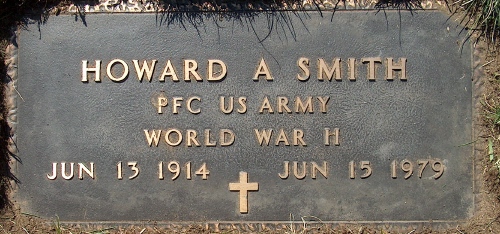 HOWARD A SMITH
PFC US ARMY
WORLD WAR II
JUN 13 1914 JUN 15 1979